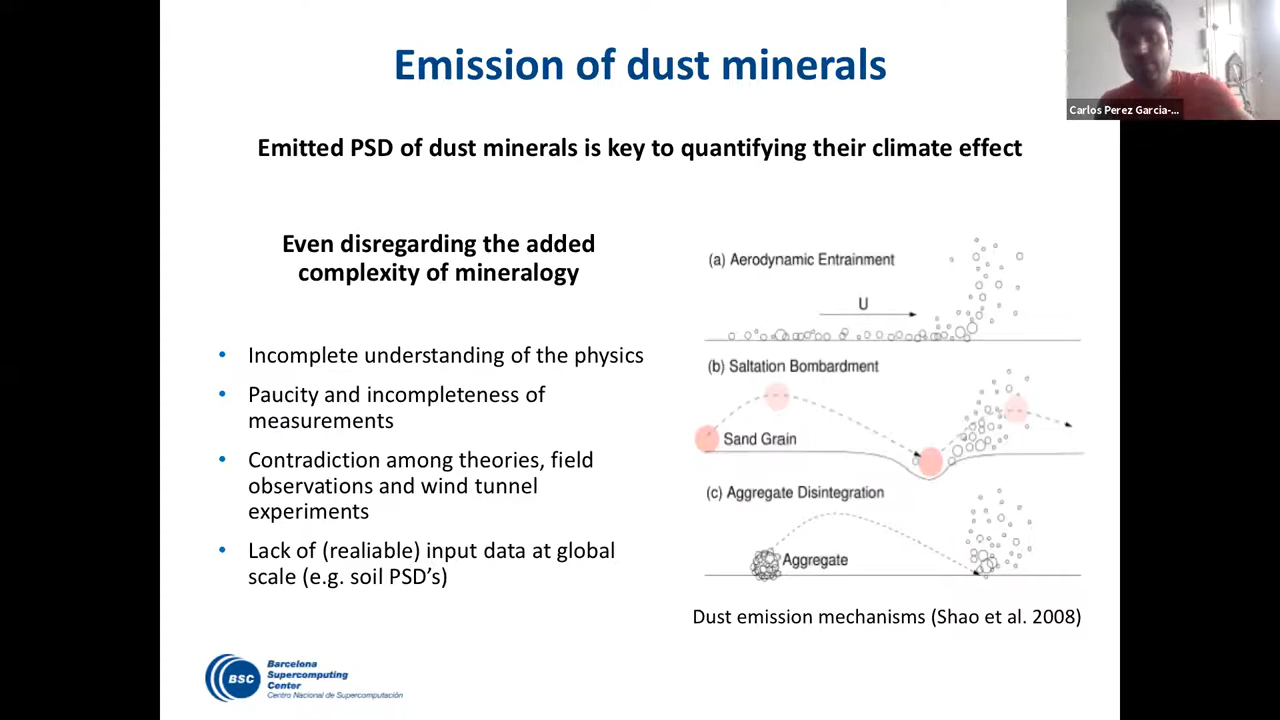 Emission of dust minerals
Carlos Perez Garcia-...
Emitted PSD of dust minerals is key to quantifying their climate effect
Even disregarding the added
complexity of mineralogy
• Incomplete understanding of the physics
• Paucity and incompleteness of
measurements
• Contradiction among theories, field
observations and wind tunnel
experiments
• Lack of (realiable) input data at global
scale (e.g. soil PSD's)
(a) Aerodynamic Entrainment
U
(b) Saltation Bombardment
Sand Grain
(c) Aggregate Disintegration
Aggregate
Dust emission mechanisms (Shao et al. 2008)
BSC
Barcelona
Supercomputing
Center
Centro Nacional de Supercomputación